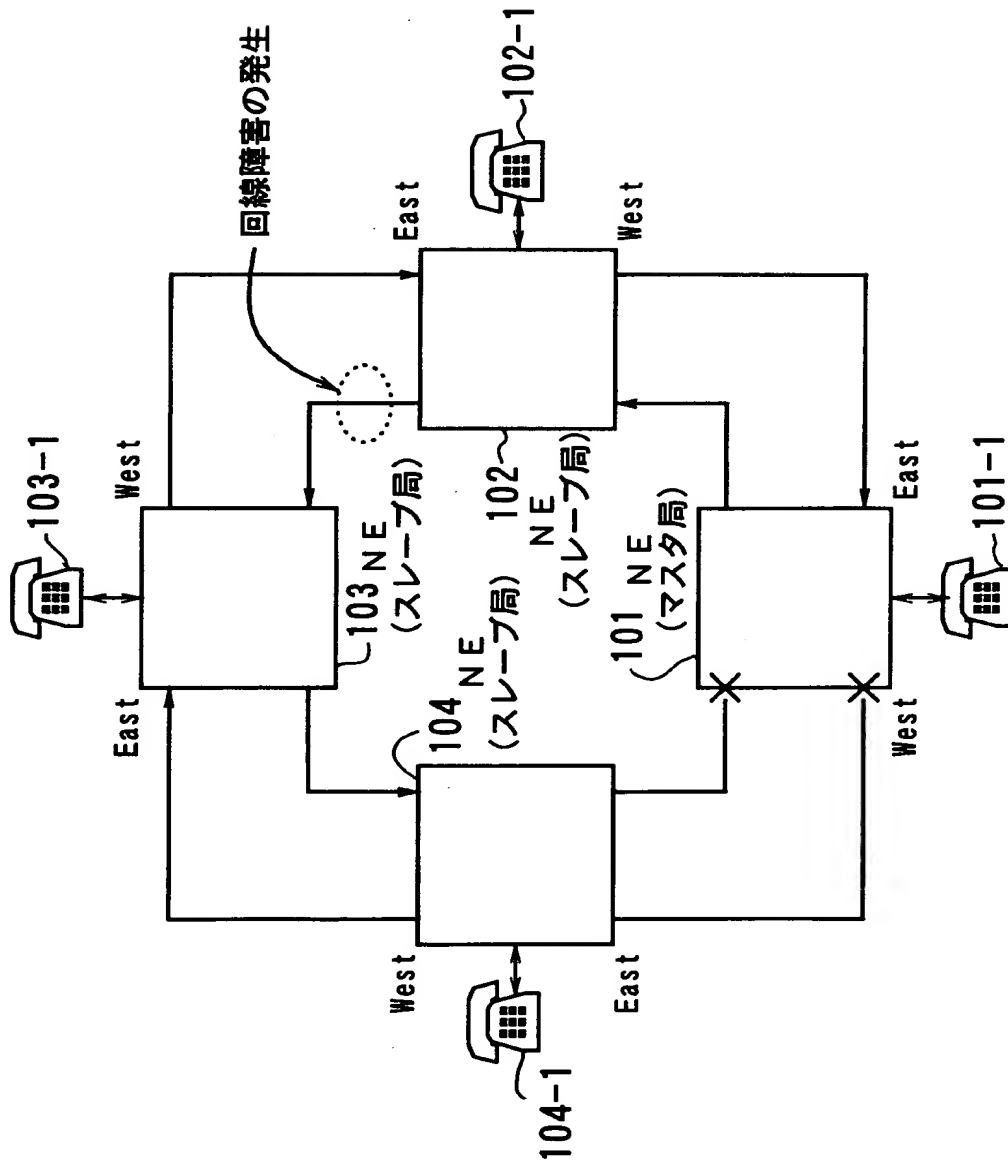 回線障害の発生
103-1
West
East
103
NE
(スレーブ局)
East
102-1
West
102
NE
(スレーブ局)
104
NE
(スレーブ局)
West
104-1
East
101
NE
(マスタ局)
East
West
101-1